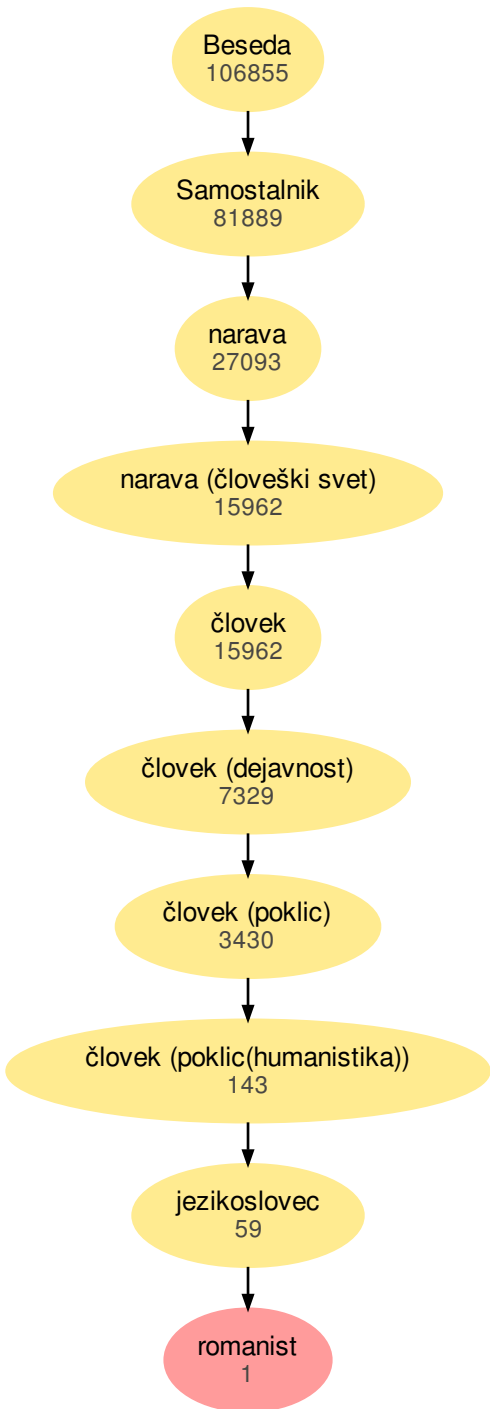 Beseda
106855
Samostalnik
81889
narava
27093
narava (človeški svet)
15962
človek
15962
človek (dejavnost)
7329
človek (poklic)
3430
človek (poklic(humanistika))
143
jezikoslovec
59
romanist
1